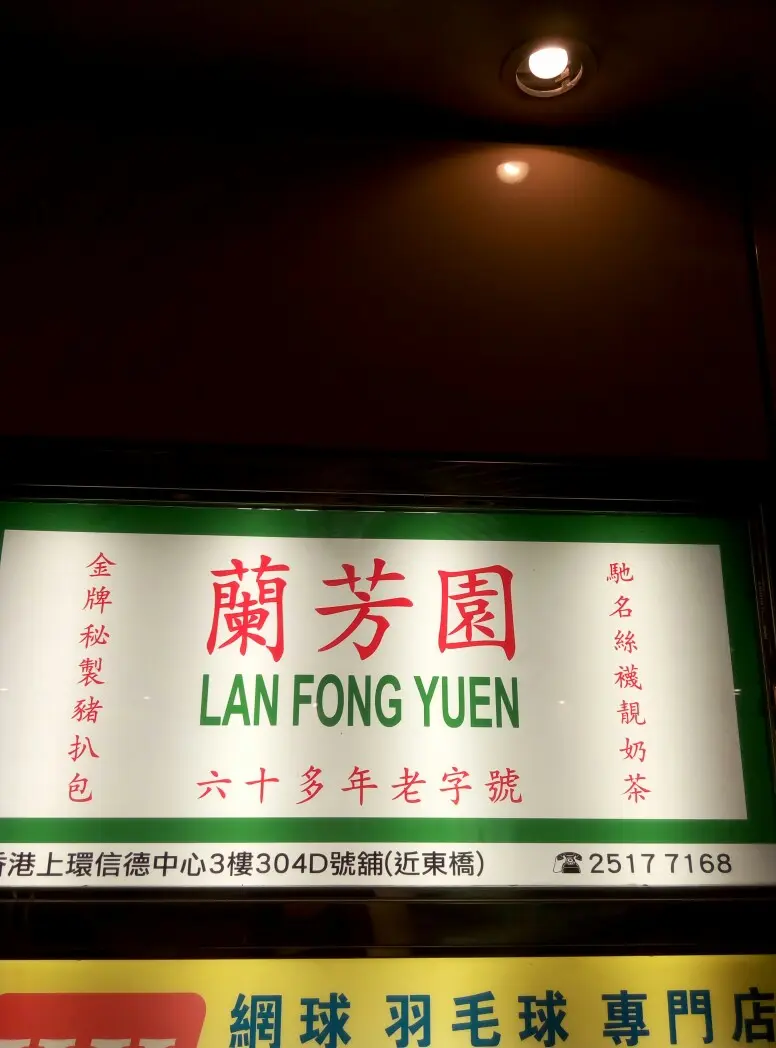 金牌秘製豬扒包
蘭芳園
LAN FONG YUEN
六十多年老字號
馳名絲襪靚奶茶
香港上環信德中心3樓304D號舖(近東橋)
☎ 2517 7168
網球 羽毛球 專門店